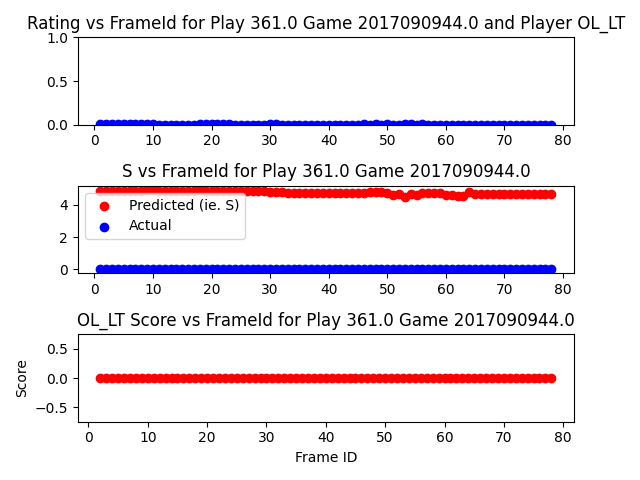 Rating vs FrameId for Play 361.0 Game 2017090944.0 and Player OL_LT
1.0
0.5
0.0
0 10 20 30 40 50 60 70 80
S vs FrameId for Play 361.0 Game 2017090944.0
4
2
0
Predicted (ie. S)
Actual
0 10 20 30 40 50 60 70 80
OL_LT Score vs FrameId for Play 361.0 Game 2017090944.0
Score
0.5
0.0
−0.5
0 10 20 30 40 50 60 70 80
Frame ID